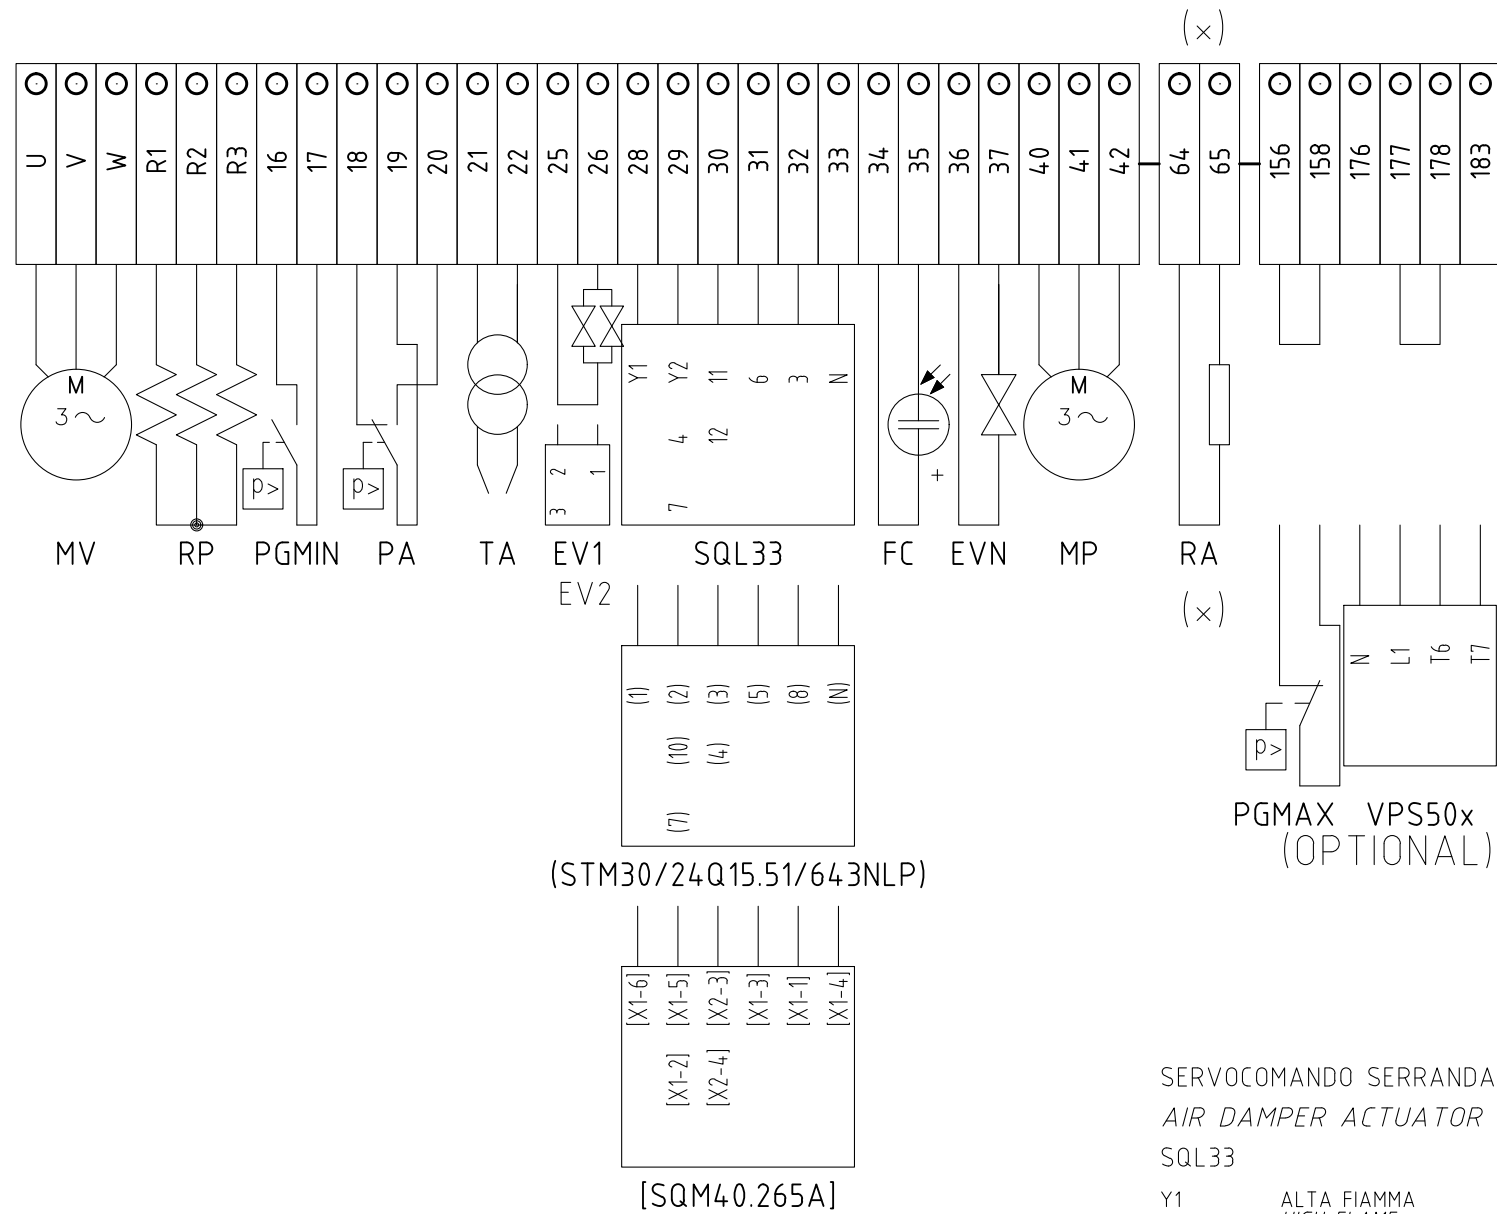 (x)
U V W R1 R2 R3 16 17 18 19 20 21 22 25 26 28 29 30 31 32 33 34 35 36 37 40 41 42 64 65 156 158 176 177 178 183
M 3~
p>
p>
2 1
3
Y1 Y2 11 6 3 N
4 12
7
+
M 3~
MV RP PGMIN PA TA EV1 SQL33 FC EVN MP RA
EV2
(x)
(1) (2) (3) (5) (8) (N)
(10) (4)
(7)
(STM30/24Q15.51/643NLP)
N L1 T6 T7
p>
PGMAX VPS50x
(OPTIONAL)
[X1-6] [X1-5] [X2-3] [X1-3] [X1-1] [X1-4]
[X1-2] [X2-4]
[SQM40.265A]
SERVOCOMANDO SERRANDA
AIR DAMPER ACTUATOR
SQL33
Y1 ALTA FIAMMA
HIGH FLAME